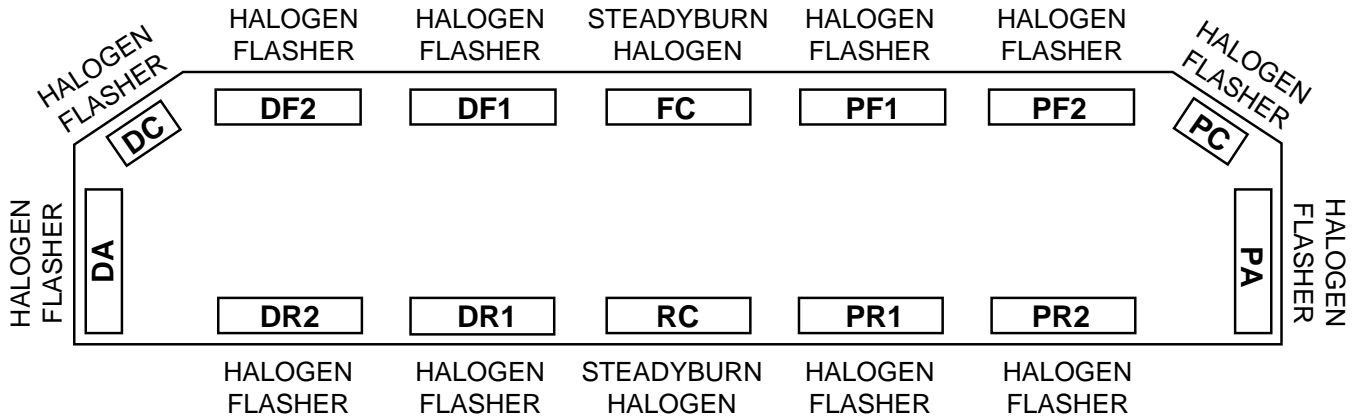 HALOGEN
FLASHER
HALOGEN
FLASHER
STEADYBURN
HALOGEN
HALOGEN
FLASHER
HALOGEN
FLASHER
HALOGEN
FLASHER
HALOGEN
FLASHER
DC
DF2
DF1
FC
PF1
PF2
PC
HALOGEN
FLASHER
DA
PA
HALOGEN
FLASHER
DR2
DR1
RC
PR1
PR2
HALOGEN
FLASHER
HALOGEN
FLASHER
STEADYBURN
HALOGEN
HALOGEN
FLASHER
HALOGEN
FLASHER